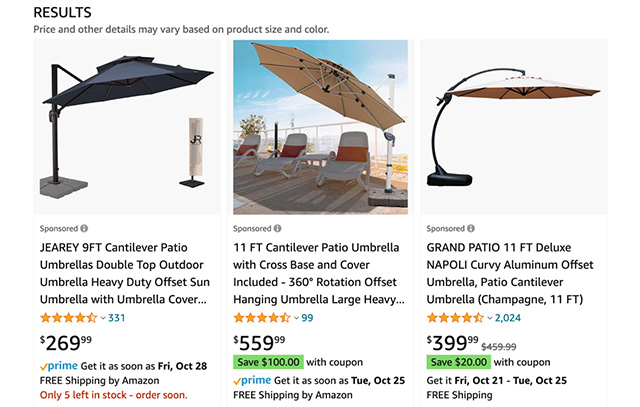 RESULTS
Price and other details may vary based on product size and color.
JR
Sponsored
JEAREY 9FT Cantilever Patio
Umbrellas Double Top Outdoor
Umbrella Heavy Duty Offset Sun
Umbrella with Umbrella Cover...
331
$269.99
prime Get it as soon as Fri, Oct 28
FREE Shipping by Amazon
Only 5 left in stock - order soon.
Sponsored
11 FT Cantilever Patio Umbrella
with Cross Base and Cover
Included - 360° Rotation Offset
Hanging Umbrella Large Heavy...
99
$559.99
Save $100.00 with coupon
prime Get it as soon as Tue, Oct 25
FREE Shipping by Amazon
Sponsored
GRAND PATIO 11 FT Deluxe
NAPOLI Curvy Aluminum Offset
Umbrella, Patio Cantilever
Umbrella (Champagne, 11 FT)
2,024
$399.99 $459.99
Save $20.00 with coupon
Get it Fri, Oct 21 - Tue, Oct 25
FREE Shipping